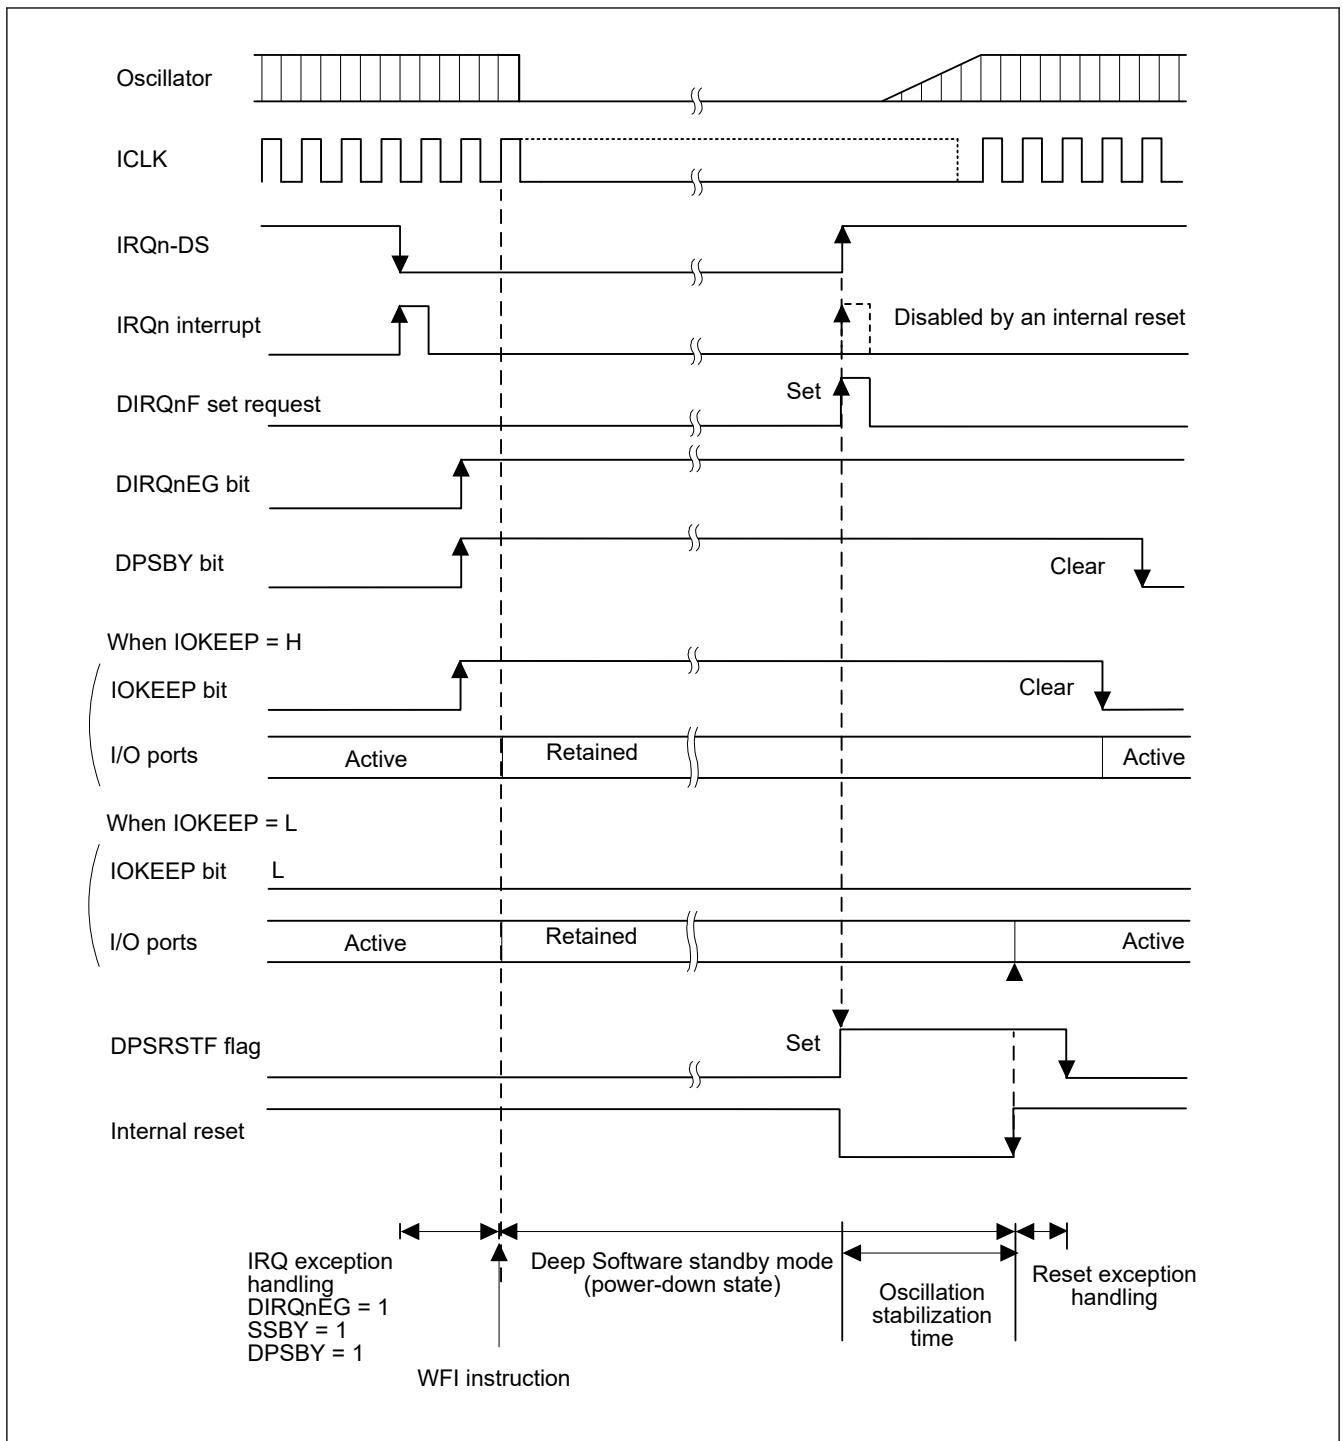 Oscillator
ICLK
IRQn-DS
IRQn interrupt
Disabled by an internal reset
Set
DIRQnF set request
DIRQnEG bit
DPSBY bit
Clear
When IOKEEP = H
IOKEEP bit
Clear
I/O ports
Active
Retained
Active
When IOKEEP = L
IOKEEP bit
L
I/O ports
Active
Retained
Active
DPSRSTF flag
Set
Internal reset
IRQ exception
handling
DIRQnEG = 1
SSBY = 1
DPSBY = 1
WFI instruction
Deep Software standby mode
(power-down state)
Oscillation
stabilization
time
Reset exception
handling